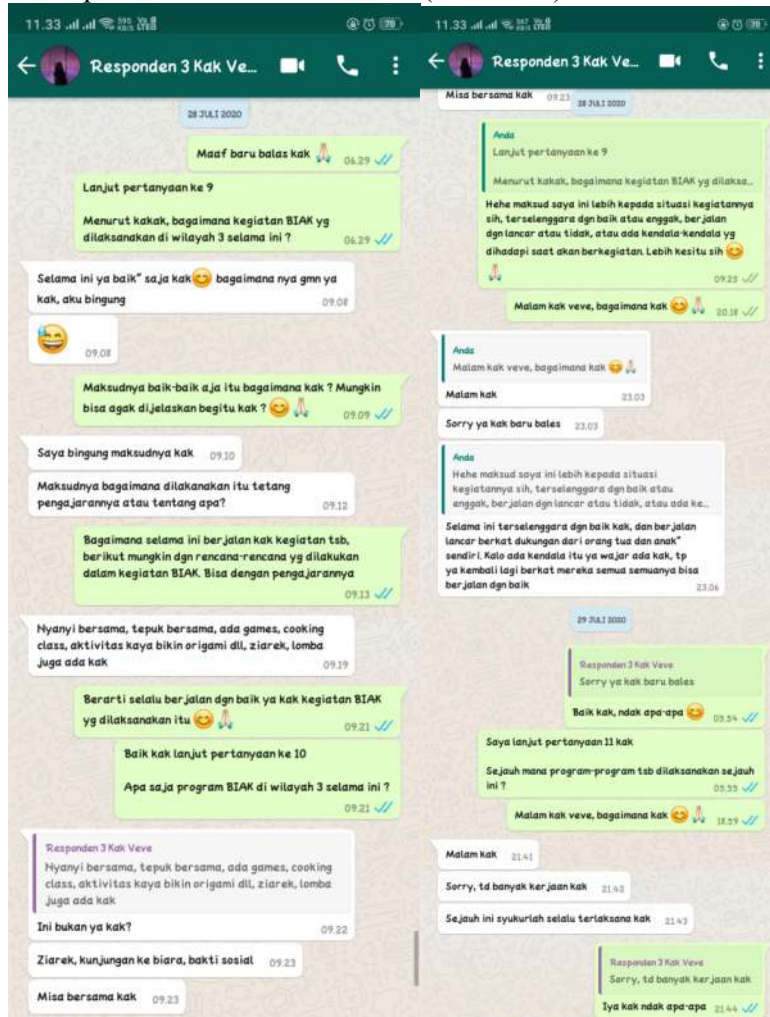 11.33
70
Responden 3 Kak Ve...
28 JULI 2020
Maaf baru balas kak 🙏 06.29
Lanjut pertanyaan ke 9
Menurut kakak, bagaimana kegiatan BIAK yg
dilaksanakan di wilayah 3 selama ini ? 06.29
Selama ini ya baik" saja kak😊 bagaimana nya gmn ya
kak, aku bingung 09.08
😅 09.08
Maksudnya baik-baik aja itu bagaimana kak ? Mungkin
bisa agak dijelaskan begitu kak ? 😊 🙏 09.09
Saya bingung maksudnya kak 09.10
Maksudnya bagaimana dilakanakan itu tetang
pengajarannya atau tentang apa? 09.12
Bagaimana selama ini berjalan kak kegiatan tsb,
berikut mungkin dgn rencana-rencana yg dilakukan
dalam kegiatan BIAK. Bisa dengan pengajarannya
09.13
Nyanyi bersama, tepuk bersama, ada games, cooking
class, aktivitas kaya bikin origami dll, ziarek, lomba
juga ada kak 09.19
Berarti selalu berjalan dgn baik ya kak kegiatan BIAK
yg dilaksanakan itu 😊 🙏 09.21
Baik kak lanjut pertanyaan ke 10
Apa saja program BIAK di wilayah 3 selama ini ?
09.21
Responden 3 Kak Veve
Nyanyi bersama, tepuk bersama, ada games, cooking
class, aktivitas kaya bikin origami dll, ziarek, lomba
juga ada kak
Ini bukan ya kak? 09.22
Ziarek, kunjungan ke biara, bakti sosial 09.23
Misa bersama kak 09.23
11.33
70
Responden 3 Kak Ve...
Misa bersama kak 09.23
28 JULI 2020
Anda
Lanjut pertanyaan ke 9
Menurut kakak, bagaimana kegiatan BIAK yg dilaksa...
Hehe maksud saya ini lebih kepada situasi kegiatannya
sih, terselenggara dgn baik atau enggak, berjalan
dgn lancar atau tidak, atau ada kendala-kendala yg
dihadapi saat akan berkegiatan. Lebih kesitu sih 😊
🙏 09.25
Malam kak veve, bagaimana kak 😊 🙏 20.18
Anda
Malam kak veve, bagaimana kak 😊 🙏
Malam kak 23.03
Sorry ya kak baru bales 23.03
Anda
Hehe maksud saya ini lebih kepada situasi
kegiatannya sih, terselenggara dgn baik atau
enggak, berjalan dgn lancar atau tidak, atau ada ke...
Selama ini terselenggara dgn baik kak, dan berjalan
lancar berkat dukungan dari orang tua dan anak"
sendiri. Kalo ada kendala itu ya wajar ada kak, tp
ya kembali lagi berkat mereka semua semuanya bisa
berjalan dgn baik 23.06
29 JULI 2020
Responden 3 Kak Veve
Sorry ya kak baru bales
Baik kak, ndak apa-apa 😊 05.54
Saya lanjut pertanyaan 11 kak
Sejauh mana program-program tsb dilaksanakan sejauh
ini ? 05.55
Malam kak veve, bagaimana kak 😊 🙏 18.59
Malam kak 21.41
Sorry, td banyak kerjaan kak 21.42
Sejauh ini syukurlah selalu terlaksana kak 21.43
Responden 3 Kak Veve
Sorry, td banyak kerjaan kak
Iya kak ndak apa-apa 21.44